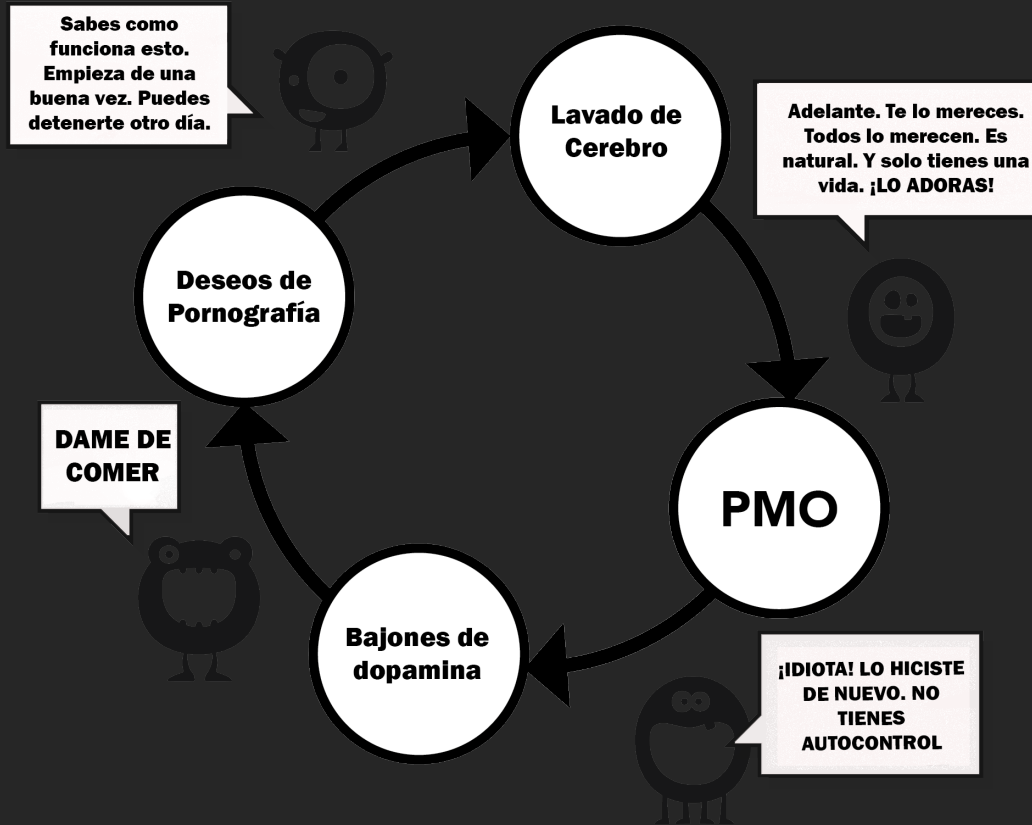 Sabes como
funciona esto.
Empieza de una
buena vez. Puedes
detenerte otro día.
Lavado de
Cerebro
Adelante. Te lo mereces.
Todos lo merecen. Es
natural. Y solo tienes una
vida. ¡LO ADORAS!
Deseos de
Pornografía
DAME DE
COMER
PMO
Bajones de
dopamina
¡IDIOTA! LO HICISTE
DE NUEVO. NO
TIENES
AUTOCONTROL